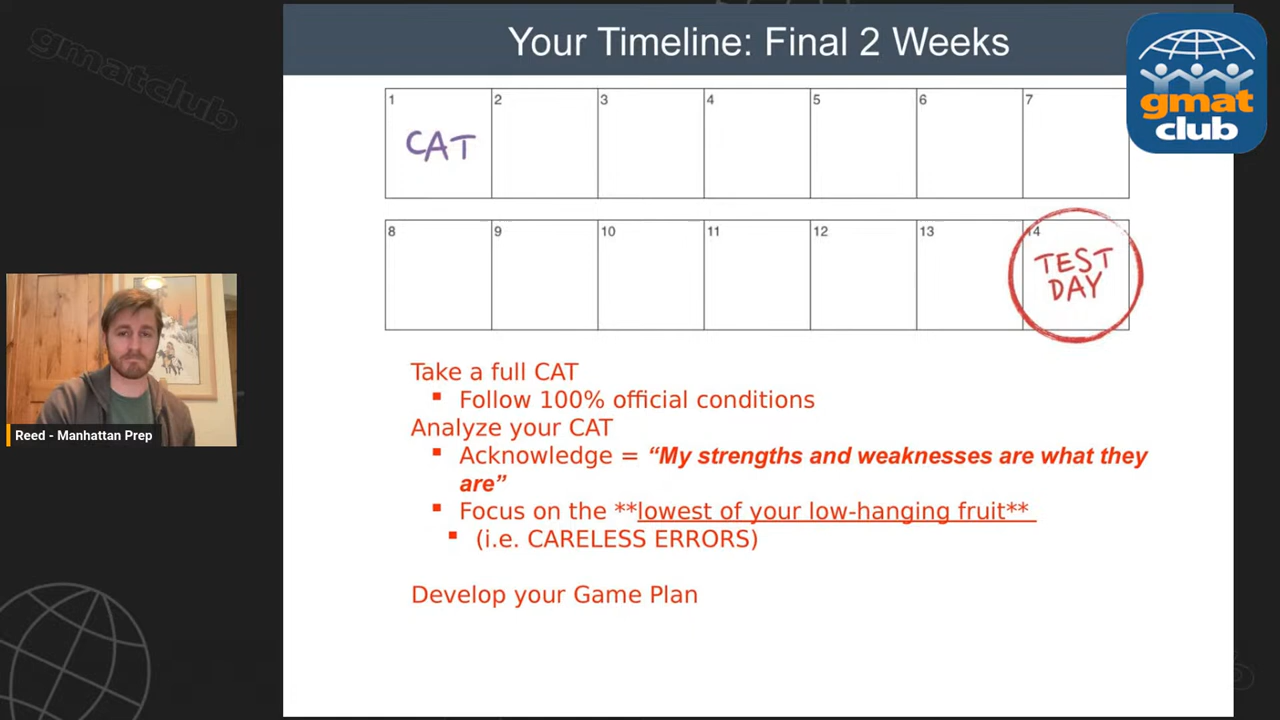 gmatclub
Your Timeline: Final 2 Weeks
gmat
club
1
2
3
4
5
6
7
CAT
8
9
10
11
12
13
14
TEST
DAY
Take a full CAT
▪ Follow 100% official conditions
Analyze your CAT
▪ Acknowledge = “My strengths and weaknesses are what they
are”
▪ Focus on the **lowest of your low-hanging fruit**
▪ (i.e. CARELESS ERRORS)
Develop your Game Plan
Reed - Manhattan Prep